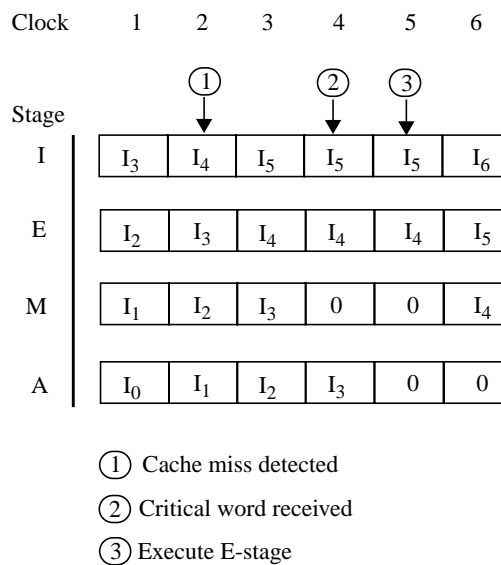 Clock 1 2 3 4 5 6
1 2 3
Stage
I I₃ I₄ I₅ I₅ I₅ I₆
E I₂ I₃ I₄ I₄ I₄ I₅
M I₁ I₂ I₃ 0 0 I₄
A I₀ I₁ I₂ I₃ 0 0
1 Cache miss detected
2 Critical word received
3 Execute E-stage